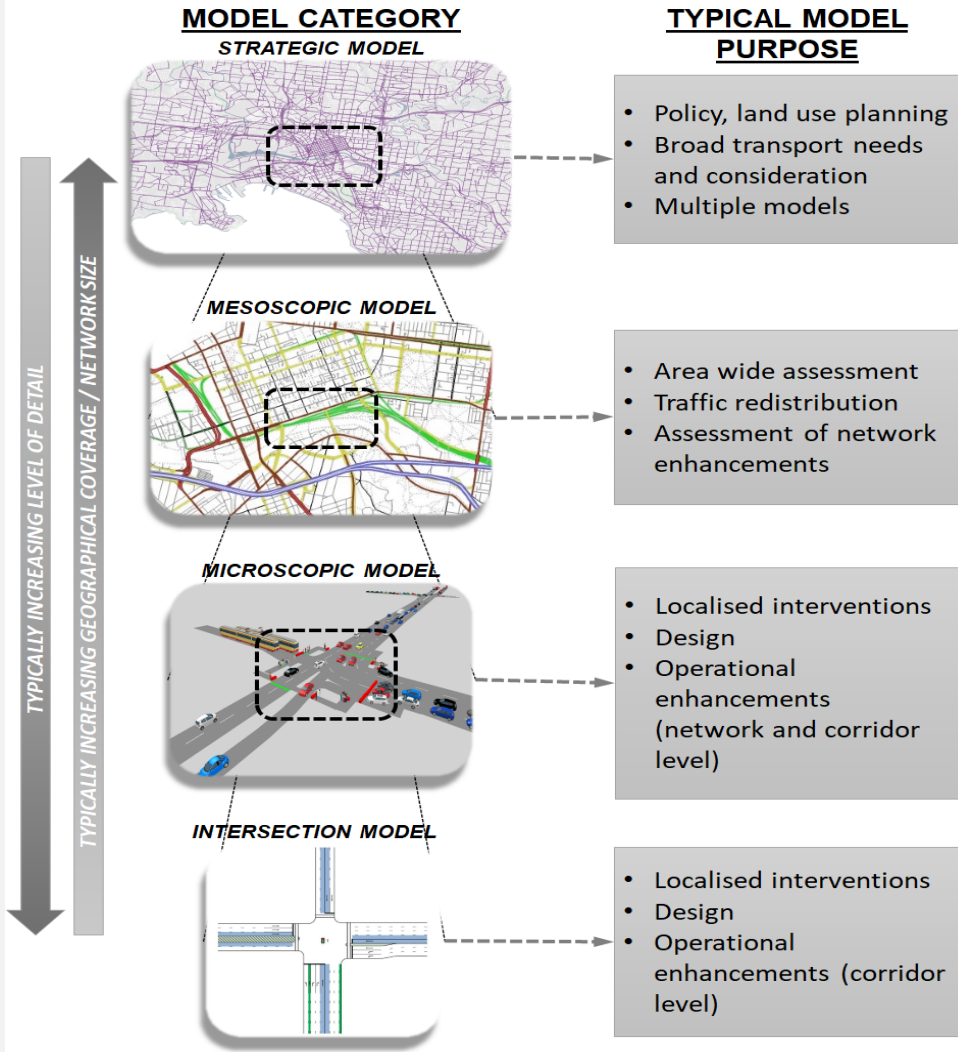 MODEL CATEGORY
TYPICAL MODEL
PURPOSE
STRATEGIC MODEL
• Policy, land use planning
• Broad transport needs
and consideration
• Multiple models
MESOSCOPIC MODEL
• Area wide assessment
• Traffic redistribution
• Assessment of network
enhancements
MICROSCOPIC MODEL
• Localised interventions
• Design
• Operational
enhancements
(network and corridor
level)
INTERSECTION MODEL
• Localised interventions
• Design
• Operational
enhancements (corridor
level)
TYPICALLY INCREASING LEVEL OF DETAIL
TYPICALLY INCREASING GEOGRAPHICAL COVERAGE / NETWORK SIZE